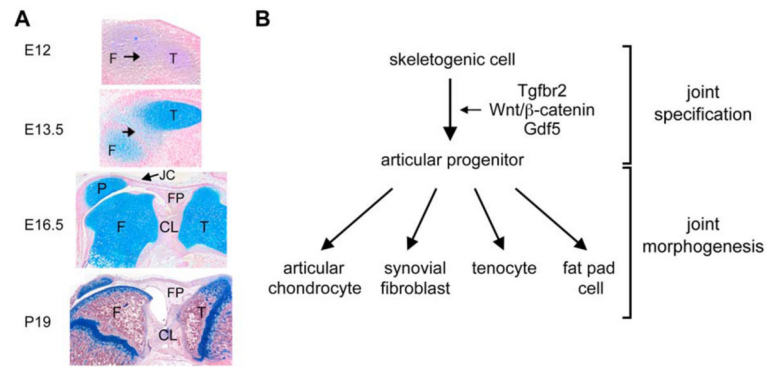 A
E12
F
T
E13.5
T
F
JC
P
FP
E16.5
F
CL
T
FP
F
T
P19
CL
B
skeletogenic cell
Tgfbr2
Wnt/β-catenin
Gdf5
joint
specification
articular progenitor
joint
morphogenesis
articular
chondrocyte
synovial
fibroblast
tenocyte
fat pad
cell